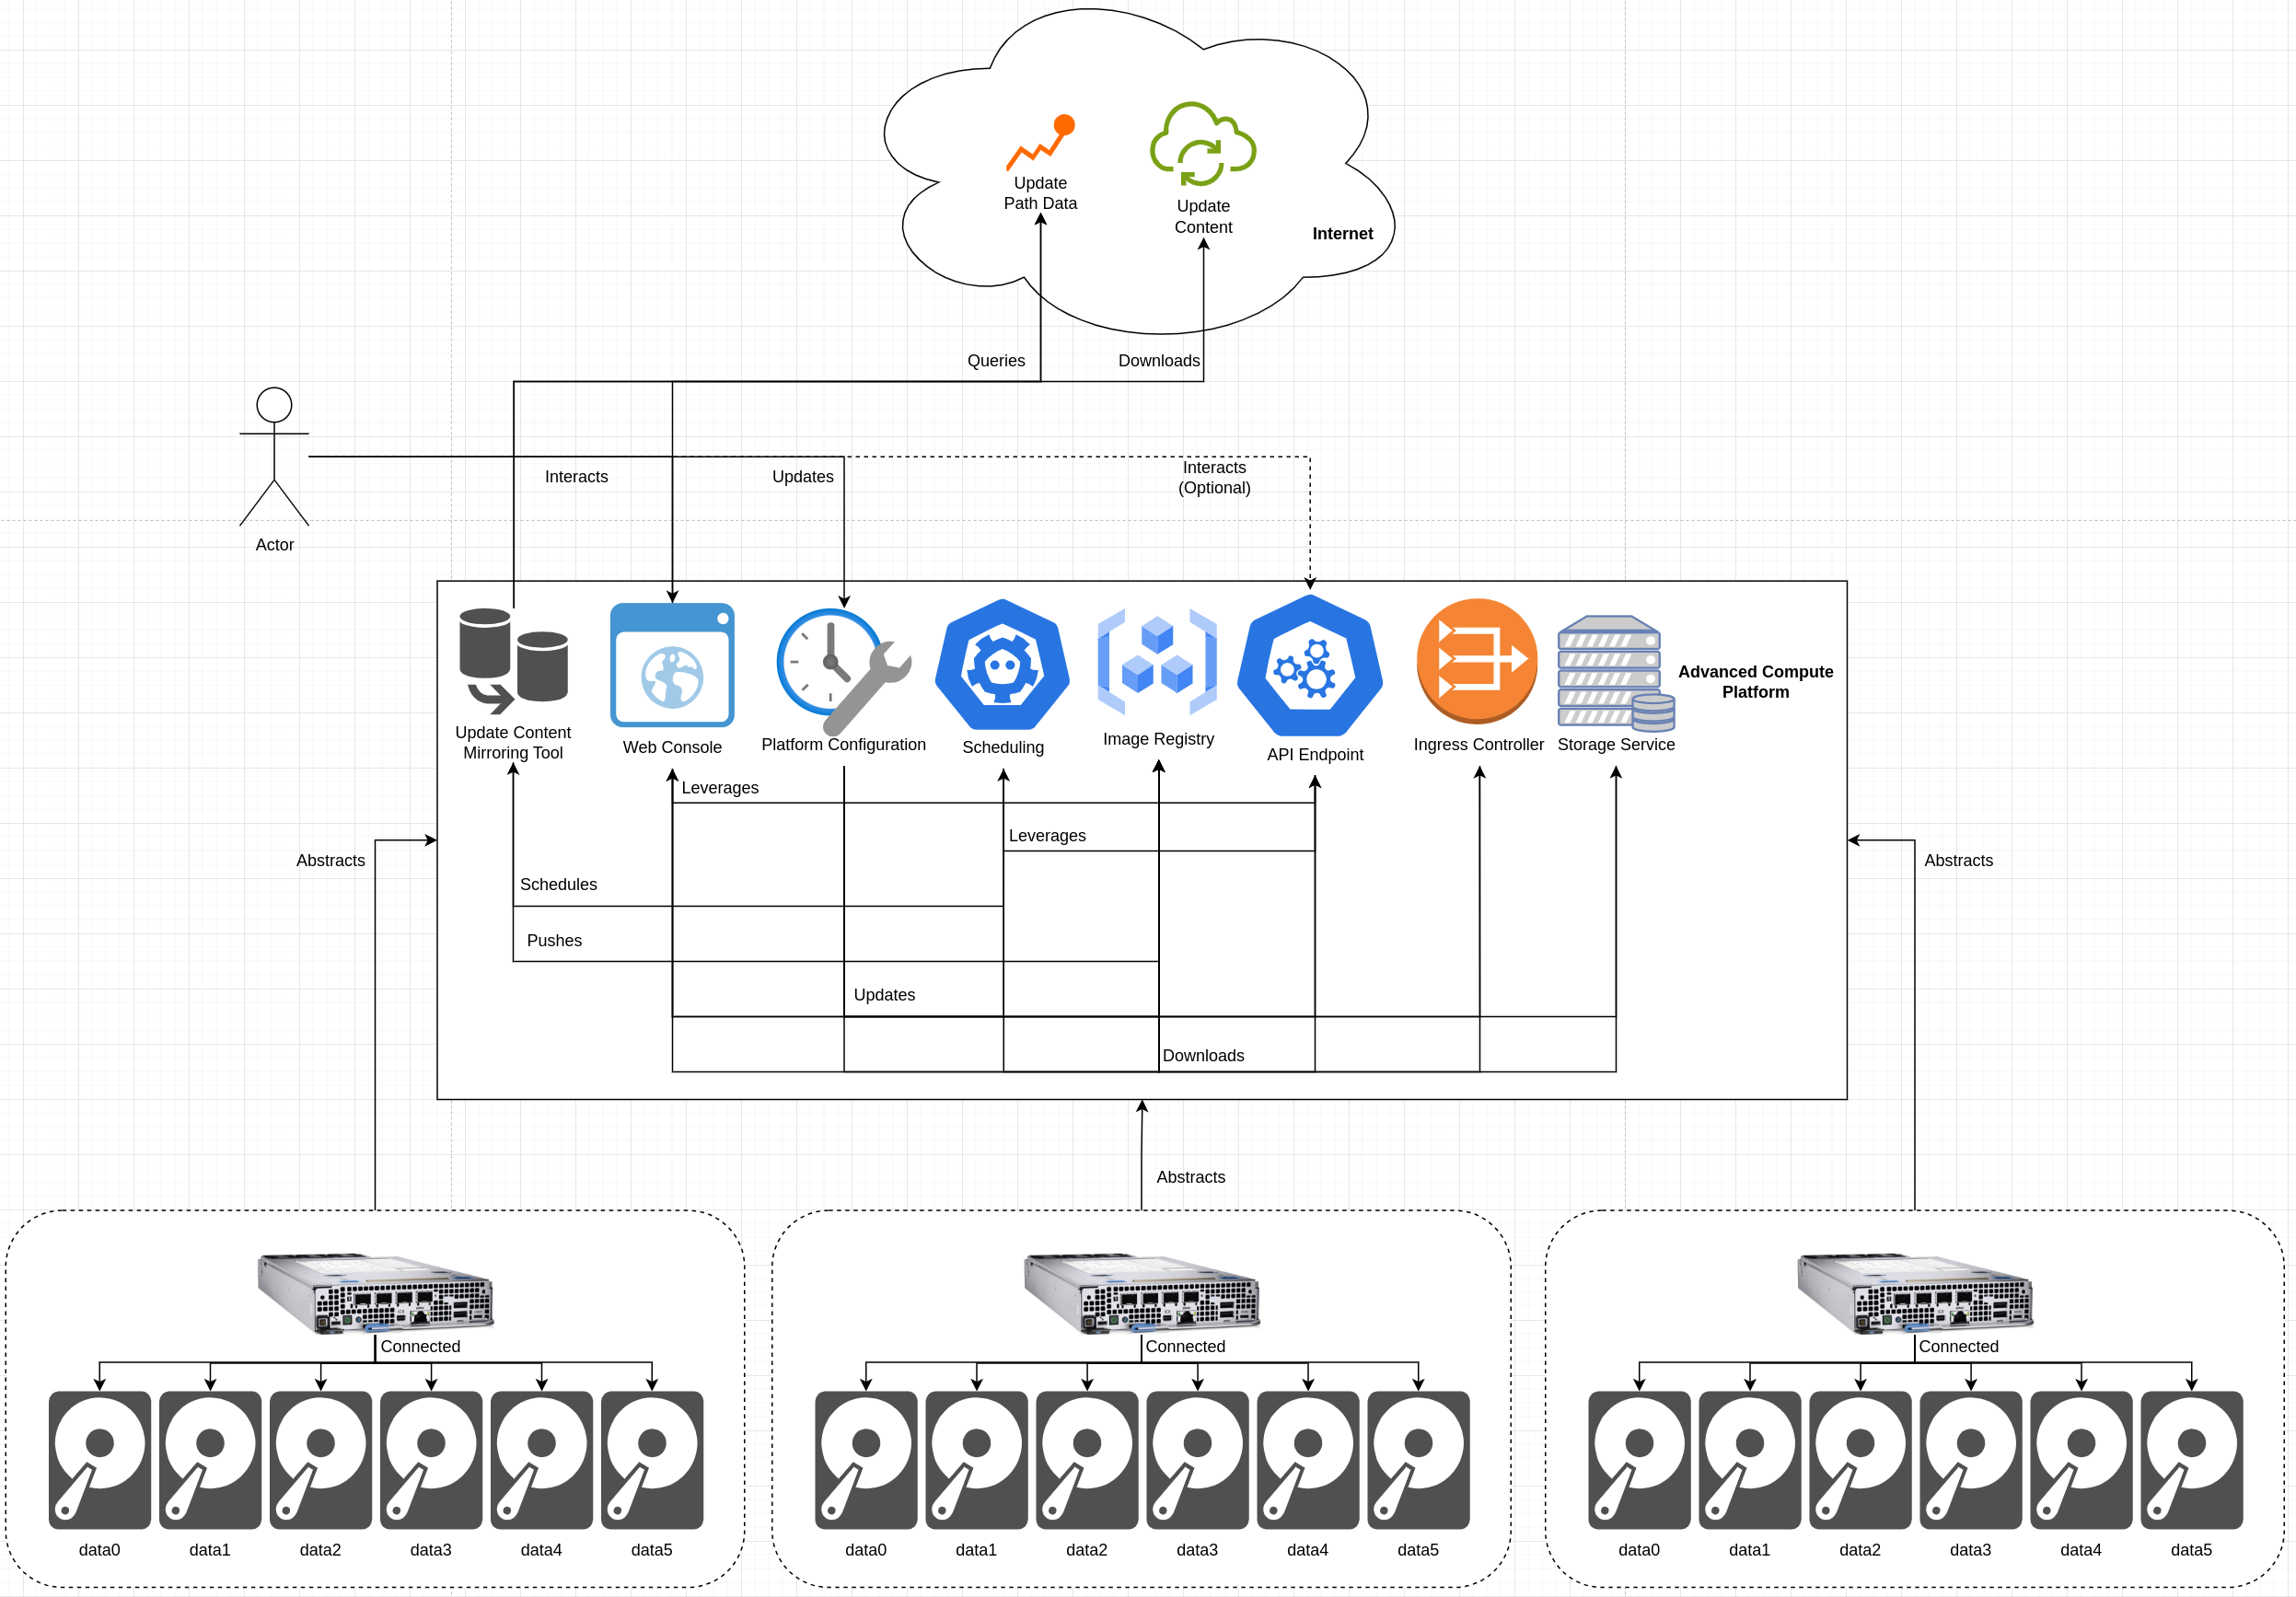 Update
Path Data
Update
Content
Internet
Queries
Downloads
Interacts
Updates
Interacts
(Optional)
Actor
Advanced Compute
Platform
Update Content
Mirroring Tool
Web Console
Platform Configuration
Scheduling
Image Registry
API Endpoint
Ingress Controller
Storage Service
Leverages
Leverages
Abstracts
Abstracts
Schedules
Pushes
Updates
Downloads
Abstracts
Connected
Connected
Connected
data0
data1
data2
data3
data4
data5
data0
data1
data2
data3
data4
data5
data0
data1
data2
data3
data4
data5